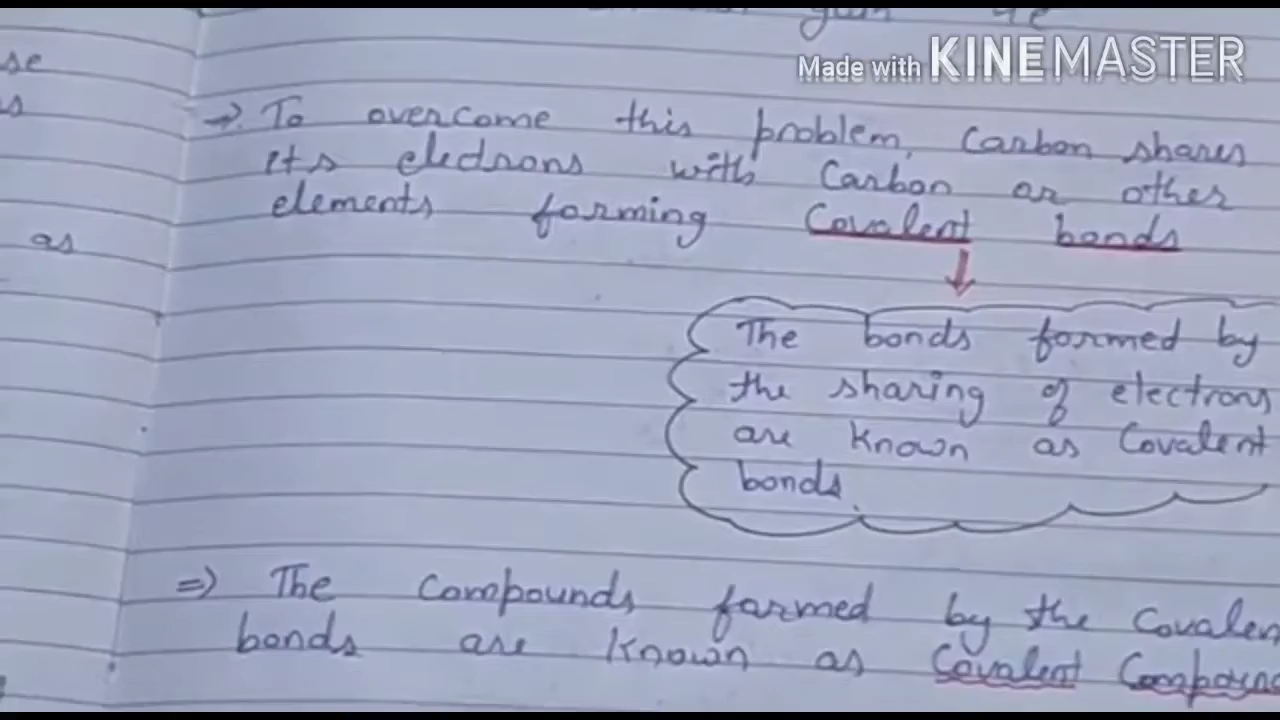 Made with KINEMASTER
se
→ To overcome this problem, Carbon shares
its electrons with Carbon or other
elements forming Covalent bonds
as
↓
The bonds formed by
the sharing of electrons
are known as Covalent
bonds.
=> The Compounds formed by the Covalen
bonds are known as Covalent Compoun